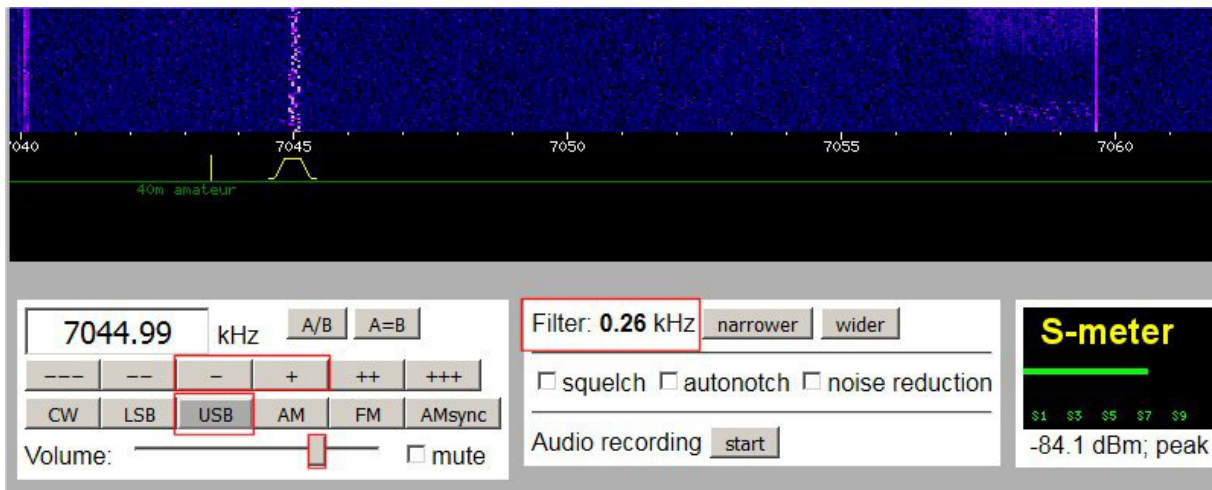 7040 7045 7050 7055 7060
40m amateur
7044.99 kHz A/B A=B
--- -- - + ++ +++
CW LSB USB AM FM AMsync
Volume: mute
Filter: 0.26 kHz narrower wider
squelch autonotch noise reduction
Audio recording start
S-meter
S1 S3 S5 S7 S9
-84.1 dBm; peak